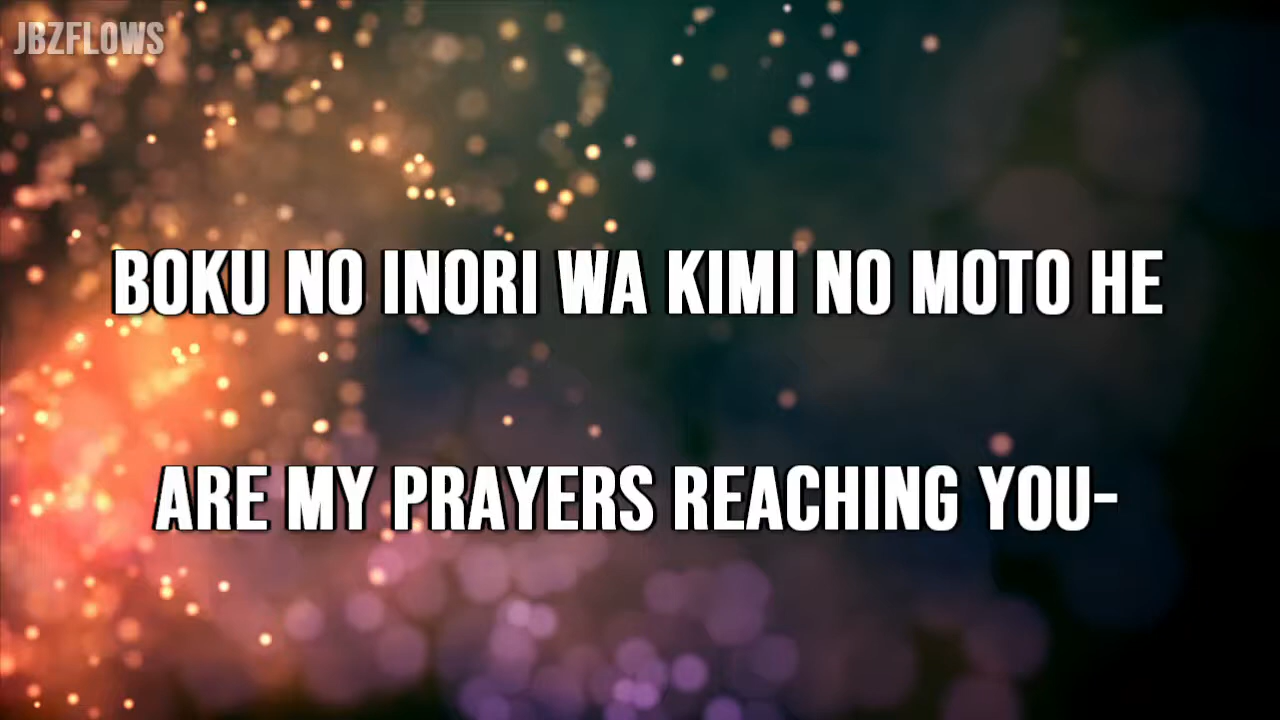 JBZFLOWS
BOKU NO INORI WA KIMI NO MOTO HE
ARE MY PRAYERS REACHING YOU-